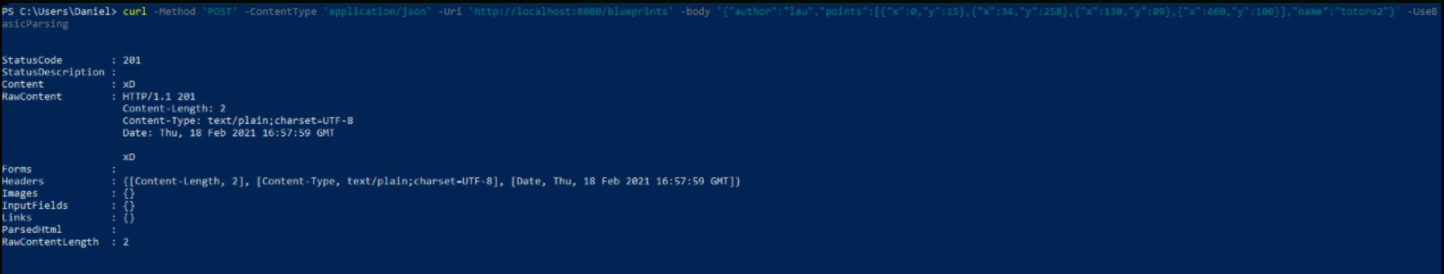 PS C:\Users\Daniel> curl -Method 'POST' -ContentType 'application/json' -Uri 'http://localhost:8080/blueprints' -body '{"author":"lau","points":[{"x":0,"y":15},{"x":34,"y":258},{"x":130,"y":89},{"x":460,"y":100}],"name":"totoro2"}' -UseB
asicParsing
StatusCode : 201
StatusDescription :
Content : xD
RawContent : HTTP/1.1 201
Content-Length: 2
Content-Type: text/plain;charset=UTF-8
Date: Thu, 18 Feb 2021 16:57:59 GMT
xD
Forms :
Headers : {[Content-Length, 2], [Content-Type, text/plain;charset=UTF-8], [Date, Thu, 18 Feb 2021 16:57:59 GMT]}
Images : {}
InputFields : {}
Links : {}
ParsedHtml :
RawContentLength : 2